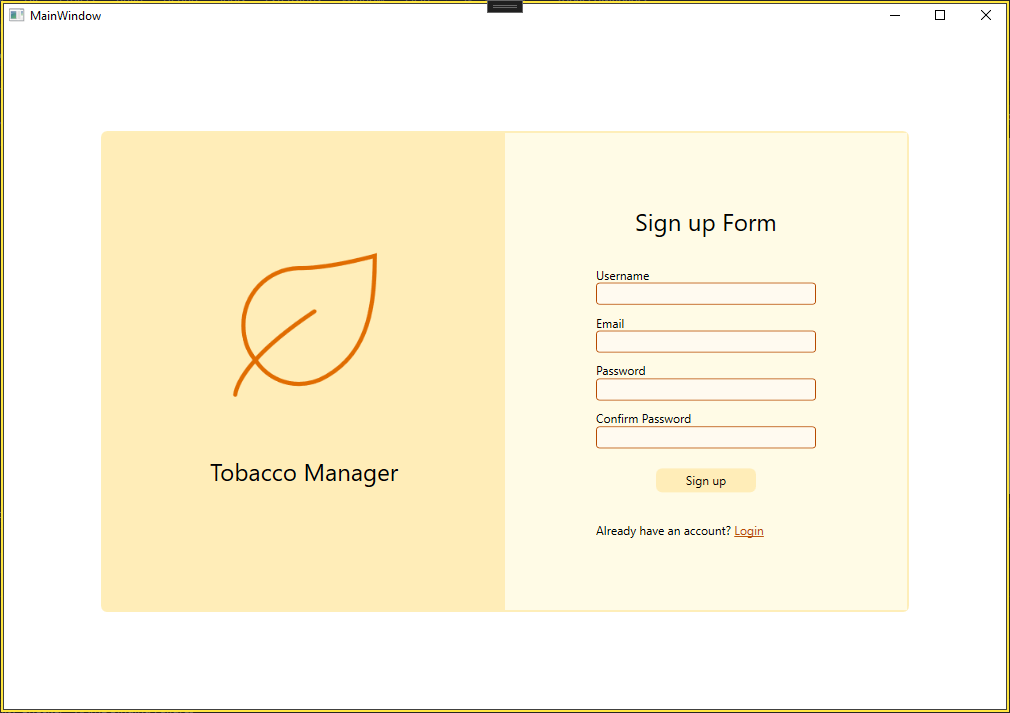 MainWindow
Tobacco Manager
Sign up Form
Username
Email
Password
Confirm Password
Sign up
Already have an account? Login